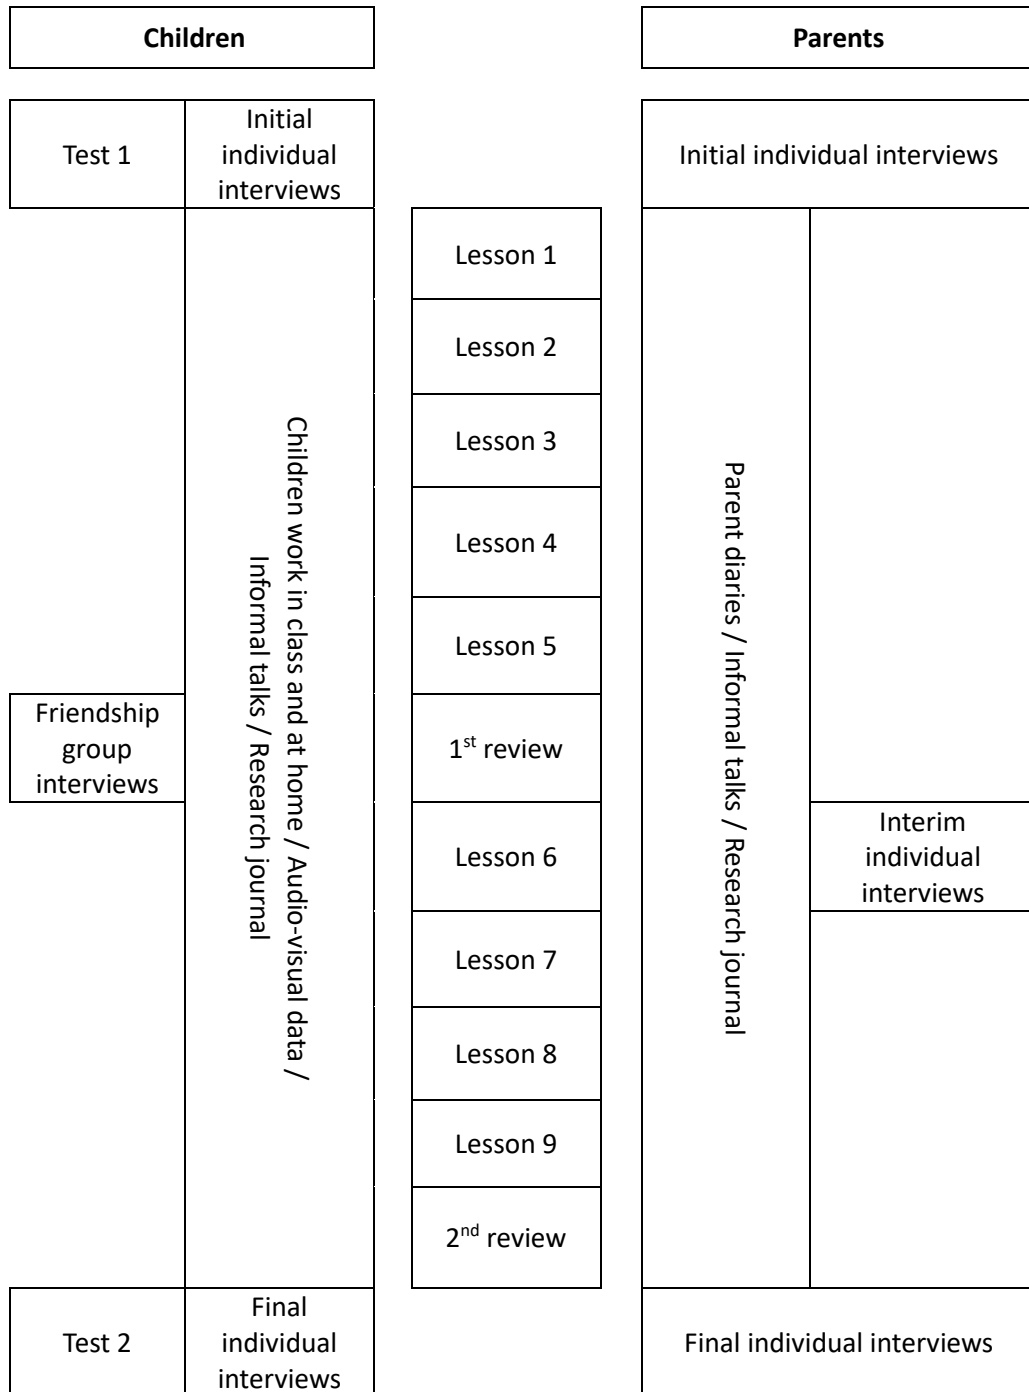 Children
Parents
Test 1
Initial
individual
interviews
Initial individual interviews
Lesson 1
Lesson 2
Lesson 3
Lesson 4
Lesson 5
1st review
Lesson 6
Lesson 7
Lesson 8
Lesson 9
2nd review
Children work in class and at home / Audio-visual data /
Informal talks / Research journal
Friendship
group
interviews
Parent diaries / Informal talks / Research journal
Interim
individual
interviews
Test 2
Final
individual
interviews
Final individual interviews